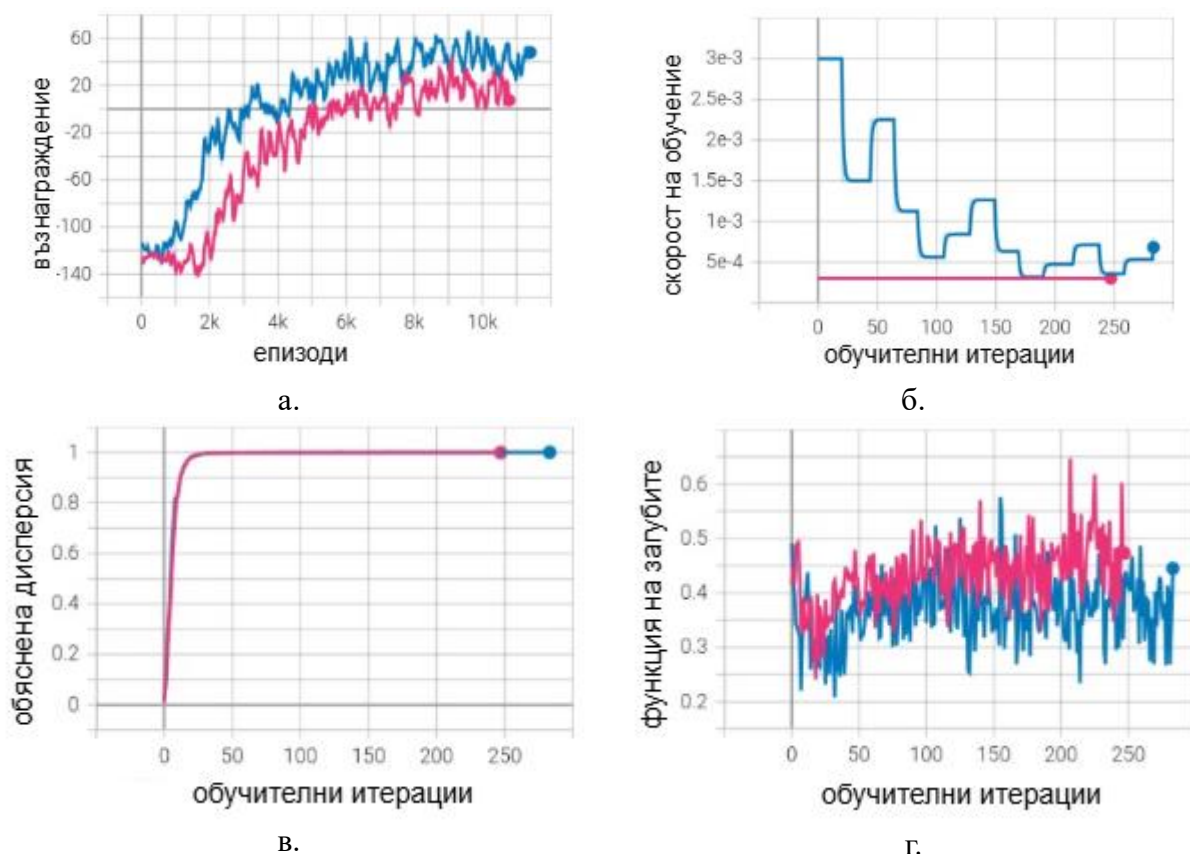 възнаграждение
60
20
-20
-60
-100
-140
0 2k 4k 6k 8k 10k
епизоди
а.
скорост на обучение
3e-3
2.5e-3
2e-3
1.5e-3
1e-3
5e-4
0 50 100 150 200 250
обучителни итерации
б.
обяснена дисперсия
1
0.8
0.6
0.4
0.2
0
0 50 100 150 200 250
обучителни итерации
в.
функция на загубите
0.6
0.5
0.4
0.3
0.2
0 50 100 150 200 250
обучителни итерации
г.